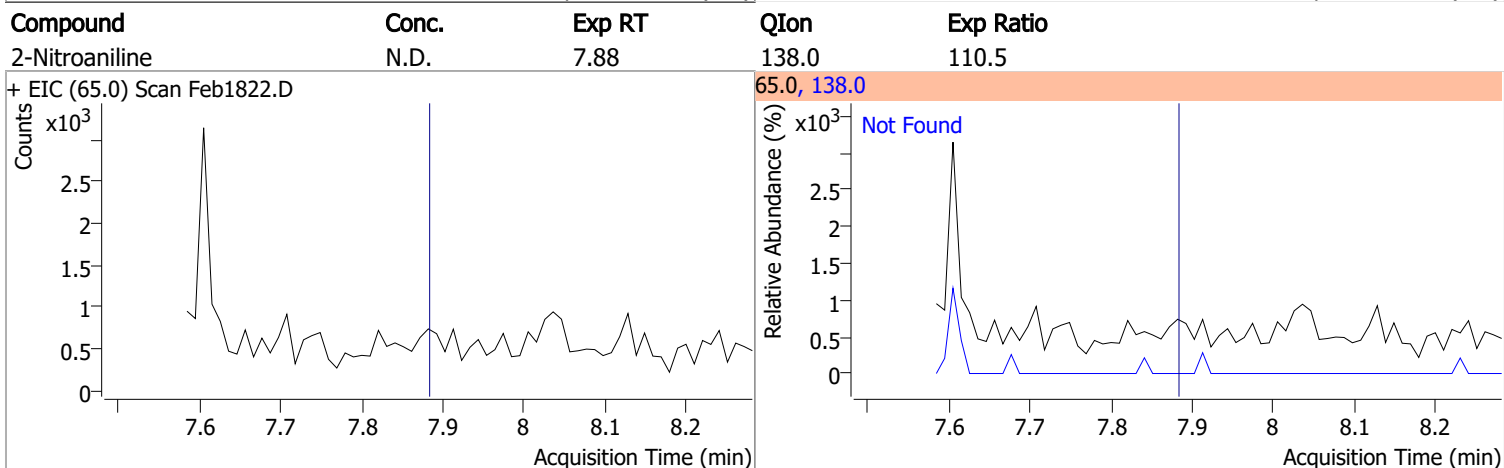 Compound Conc. Exp RT QIon Exp Ratio
2-Nitroaniline N.D. 7.88 138.0 110.5
+ EIC (65.0) Scan Feb1822.D
Counts
x10³
2.5
2
1.5
1
0.5
0
7.6 7.7 7.8 7.9 8 8.1 8.2
Acquisition Time (min)
65.0, 138.0
Relative Abundance (%)
x10³
Not Found
2.5
2
1.5
1
0.5
0
7.6 7.7 7.8 7.9 8 8.1 8.2
Acquisition Time (min)